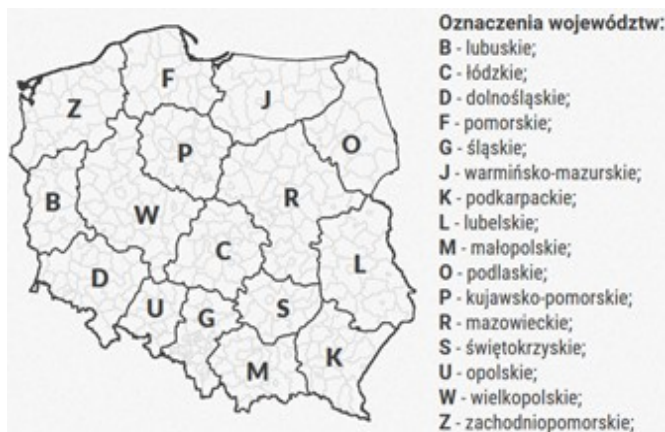 Oznaczenia województw:
B - lubuskie;
C - łódzkie;
D - dolnośląskie;
F - pomorskie;
G - śląskie;
J - warmińsko-mazurskie;
K - podkarpackie;
L - lubelskie;
M - małopolskie;
O - podlaskie;
P - kujawsko-pomorskie;
R - mazowieckie;
S - świętokrzyskie;
U - opolskie;
W - wielkopolskie;
Z - zachodniopomorskie;
F
Z
J
P
O
B
W
R
C
L
D
U
G
S
M
K